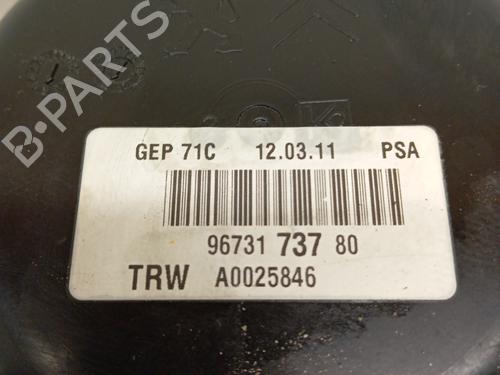 B-PARTS
GEP 71C 12.03.11 PSA
96731 737 80
TRW A0025846